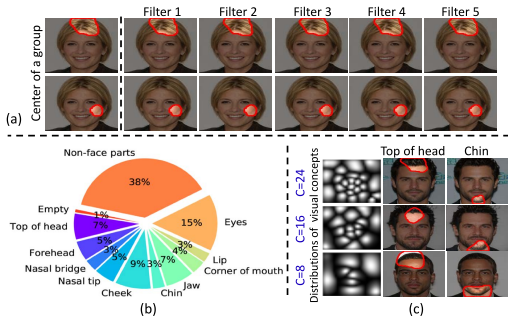 Filter 1 Filter 2 Filter 3 Filter 4 Filter 5
Center of a group
(a)
Non-face parts
38%
Eyes
15%
Lip
3%
Corner of mouth
4%
Jaw
7%
Chin
3%
Cheek
9%
Nasal tip
5%
Nasal bridge
3%
Forehead
5%
Top of head
7%
Empty
1%
(b)
Top of head Chin
C=24
C=16
C=8
Distributions of visual concepts
(c)